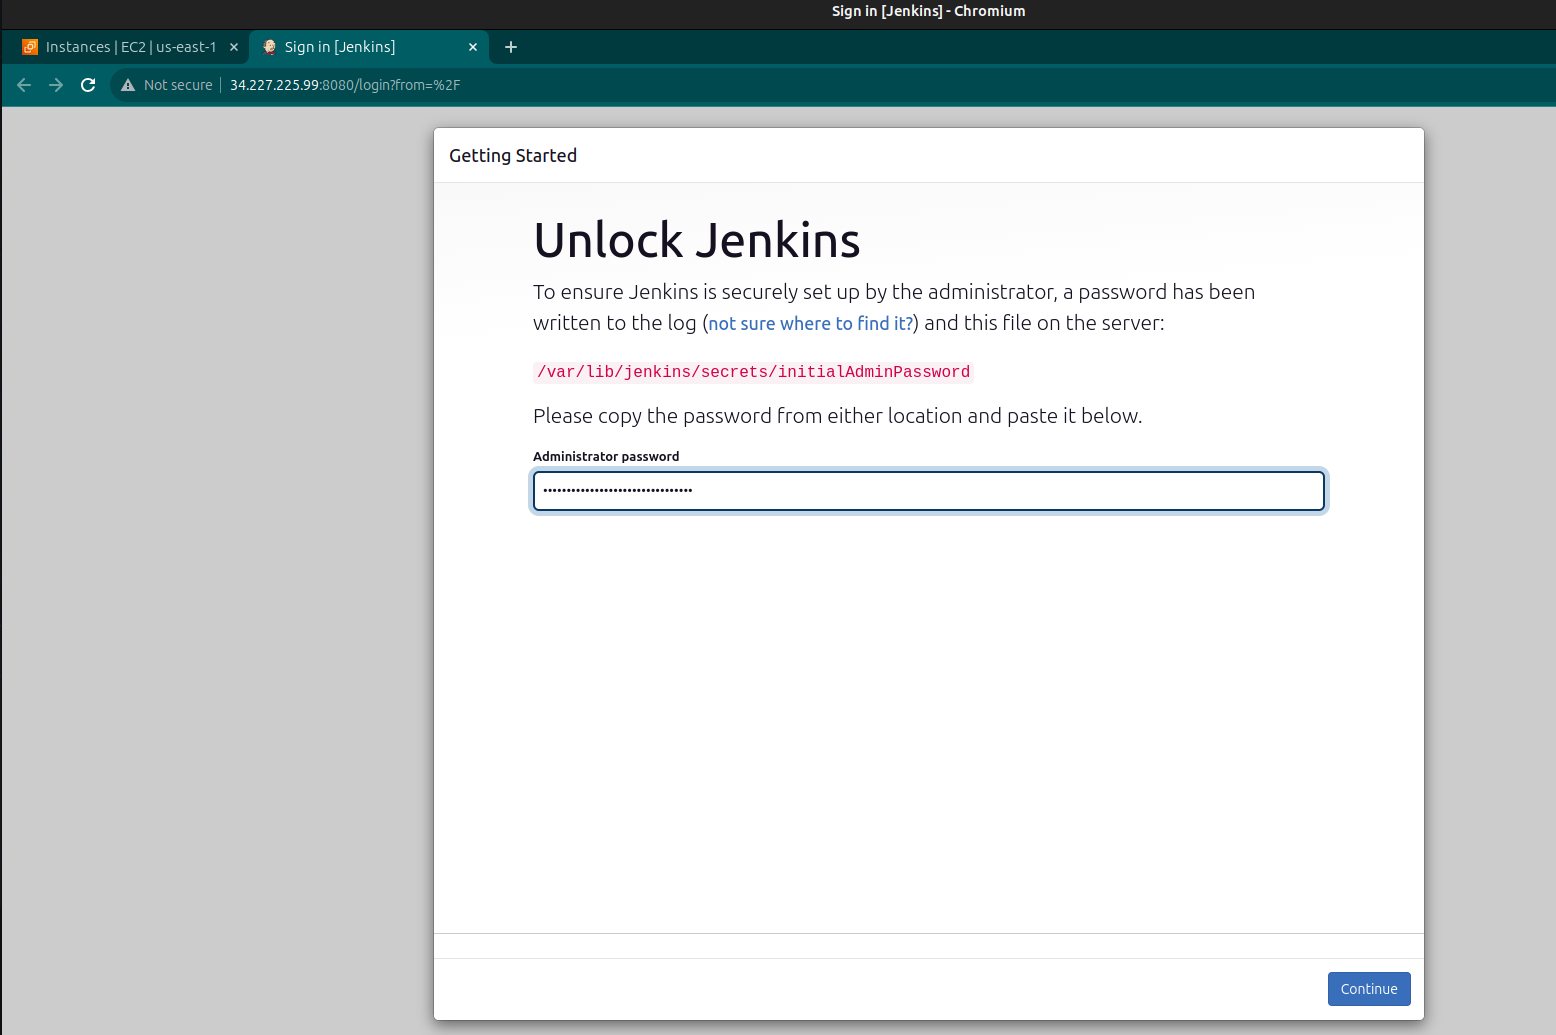 Sign in [Jenkins] - Chromium
Instances | EC2 | us-east-1
Sign in [Jenkins]
Not secure
34.227.225.99:8080/login?from=%2F
Getting Started
Unlock Jenkins
To ensure Jenkins is securely set up by the administrator, a password has been
written to the log (not sure where to find it?) and this file on the server:
/var/lib/jenkins/secrets/initialAdminPassword
Please copy the password from either location and paste it below.
Administrator password
Continue